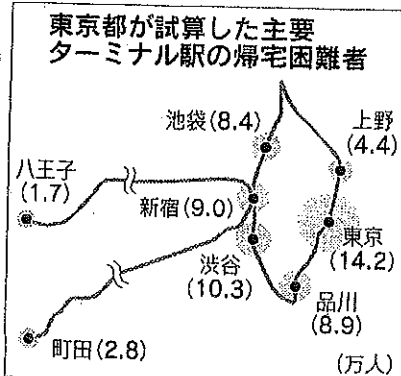 東京都が試算した主要
ターミナル駅の帰宅困難者
池袋(8.4)
上野
(4.4)
八王子
(1.7)
新宿(9.0)
東京
(14.2)
渋谷
(10.3)
品川
(8.9)
町田(2.8)
(万人)